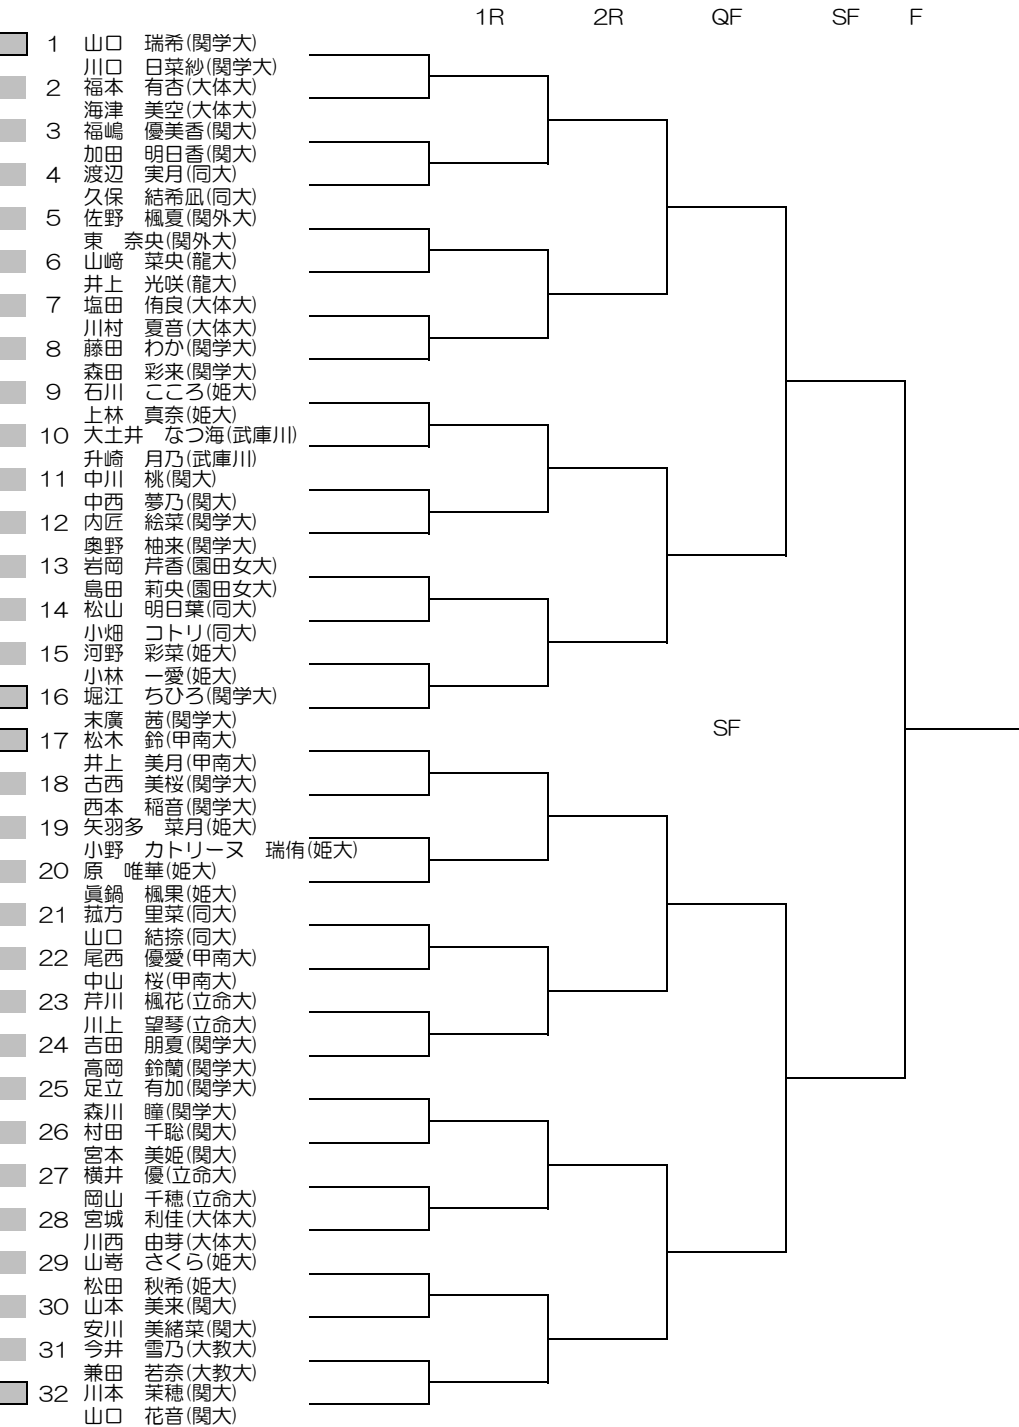 1R 2R QF SF F
1 山口　瑞希(関学大)
川口　日菜紗(関学大)
2 福本　有杏(大体大)
海津　美空(大体大)
3 福嶋　優美香(関大)
加田　明日香(関大)
4 渡辺　実月(同大)
久保　結希凪(同大)
5 佐野　楓夏(関外大)
東　奈央(関外大)
6 山﨑　菜央(龍大)
井上　光咲(龍大)
7 塩田　侑良(大体大)
川村　夏音(大体大)
8 藤田　わか(関学大)
森田　彩来(関学大)
9 石川　こころ(姫大)
上林　真奈(姫大)
10 大土井　なつ海(武庫川)
升崎　月乃(武庫川)
11 中川　桃(関大)
中西　夢乃(関大)
12 内匠　絵菜(関学大)
奥野　柚来(関学大)
13 岩岡　芹香(園田女大)
島田　莉央(園田女大)
14 松山　明日葉(同大)
小畑　コトリ(同大)
15 河野　彩菜(姫大)
小林　一愛(姫大)
16 堀江　ちひろ(関学大)
末廣　茜(関学大)
SF
17 松木　鈴(甲南大)
井上　美月(甲南大)
18 古西　美桜(関学大)
西本　稲音(関学大)
19 矢羽多　菜月(姫大)
小野　カトリーヌ　瑞侑(姫大)
20 原　唯華(姫大)
眞鍋　楓果(姫大)
21 菰方　里菜(同大)
山口　結捺(同大)
22 尾西　優愛(甲南大)
中山　桜(甲南大)
23 芹川　楓花(立命大)
川上　望琴(立命大)
24 吉田　朋夏(関学大)
高岡　鈴蘭(関学大)
25 足立　有加(関学大)
森川　瞳(関学大)
26 村田　千聡(関大)
宮本　美姫(関大)
27 横井　優(立命大)
岡山　千穂(立命大)
28 宮城　利佳(大体大)
川西　由芽(大体大)
29 山嵜　さくら(姫大)
松田　秋希(姫大)
30 山本　美来(関大)
安川　美緒菜(関大)
31 今井　雪乃(大教大)
兼田　若奈(大教大)
32 川本　茉穂(関大)
山口　花音(関大)